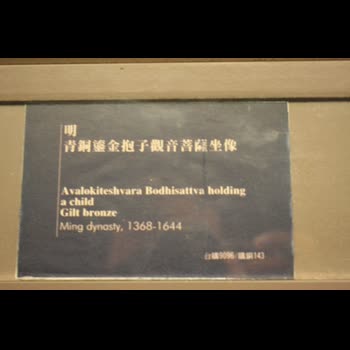 明
青銅鎏金抱子觀音菩薩坐像
Avalokiteshvara Bodhisattva holding
a child
Gilt bronze
Ming dynasty, 1368-1644